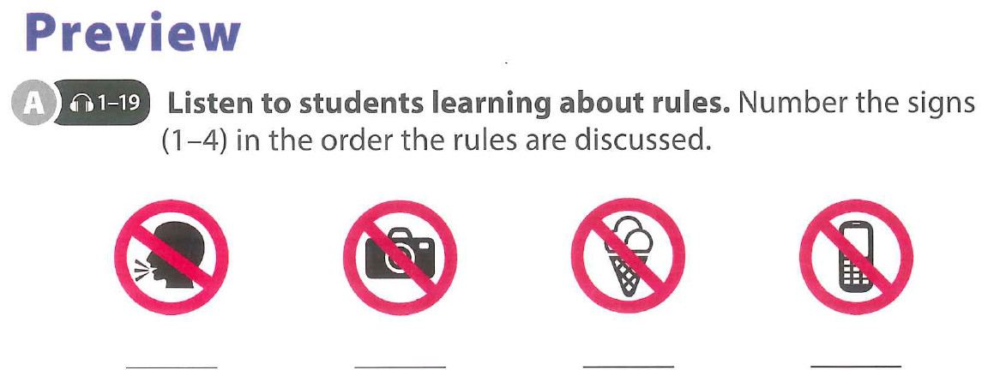 Preview
A 1–19 Listen to students learning about rules. Number the signs
(1–4) in the order the rules are discussed.